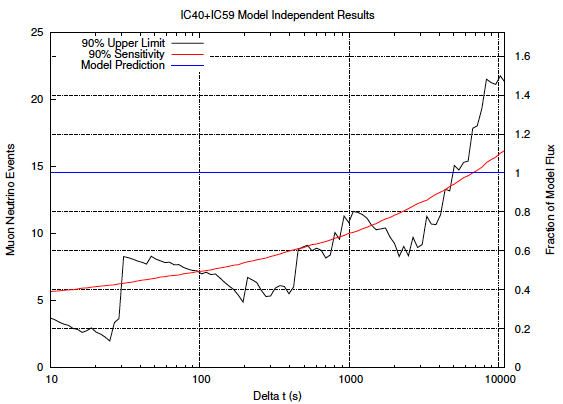 IC40+IC59 Model Independent Results
90% Upper Limit
90% Sensitivity
Model Prediction
25
20
15
10
5
0
1.6
1.4
1.2
1
0.8
0.6
0.4
0.2
0
10
100
1000
10000
Muon Neutrino Events
Fraction of Model Flux
Delta t (s)